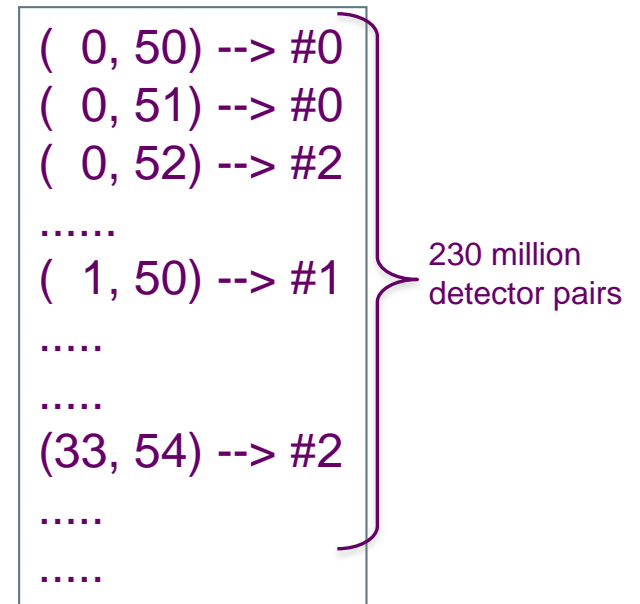 ( 0, 50) --> #0
( 0, 51) --> #0
( 0, 52) --> #2
......
( 1, 50) --> #1
.....
.....
(33, 54) --> #2
.....
.....
230 million
detector pairs